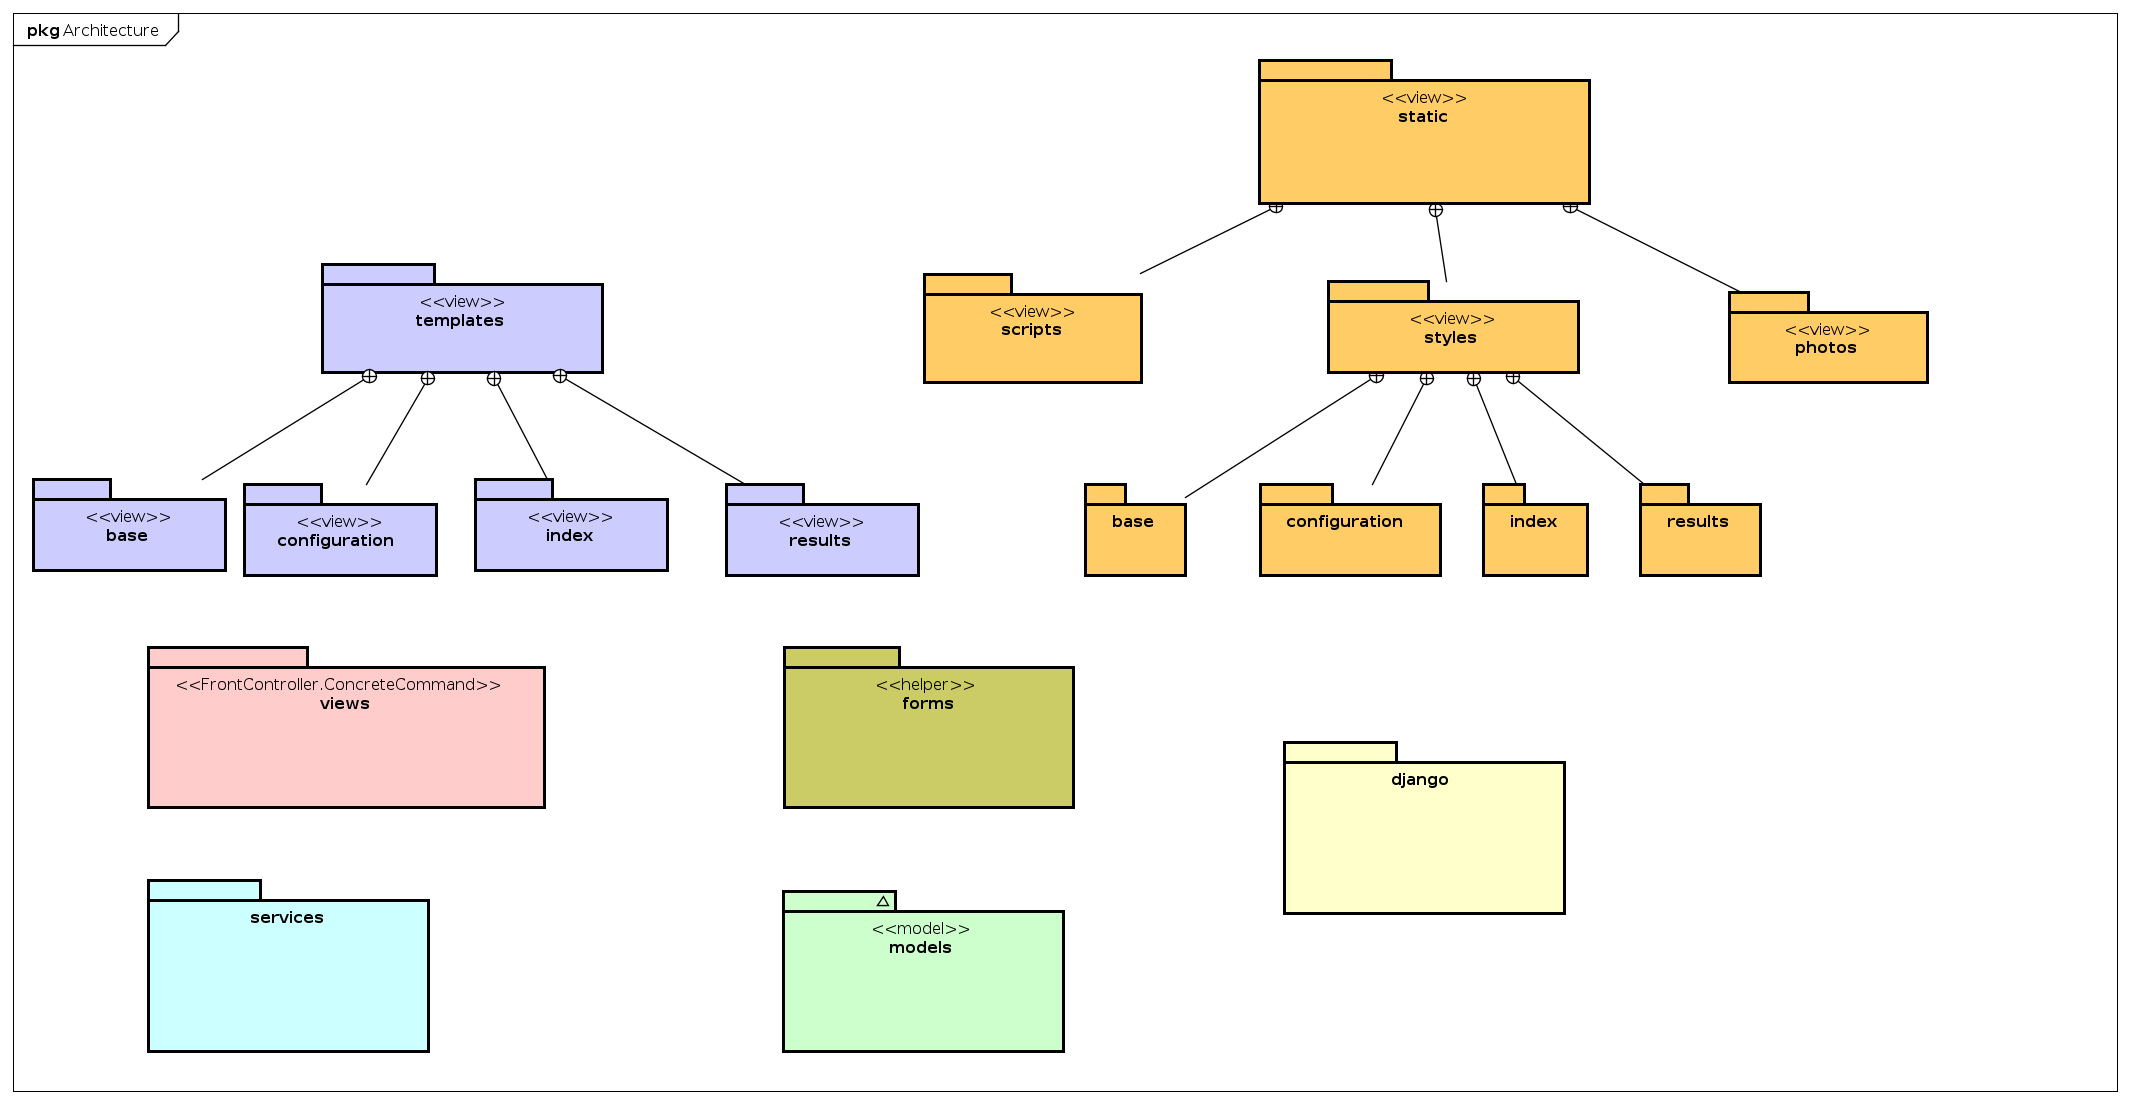 pkg Architecture
<<view>>
static
<<view>>
templates
<<view>>
scripts
<<view>>
styles
<<view>>
photos
<<view>>
base
<<view>>
configuration
<<view>>
index
<<view>>
results
base
configuration
index
results
<<FrontController.ConcreteCommand>>
views
<<helper>>
forms
django
services
<<model>>
models